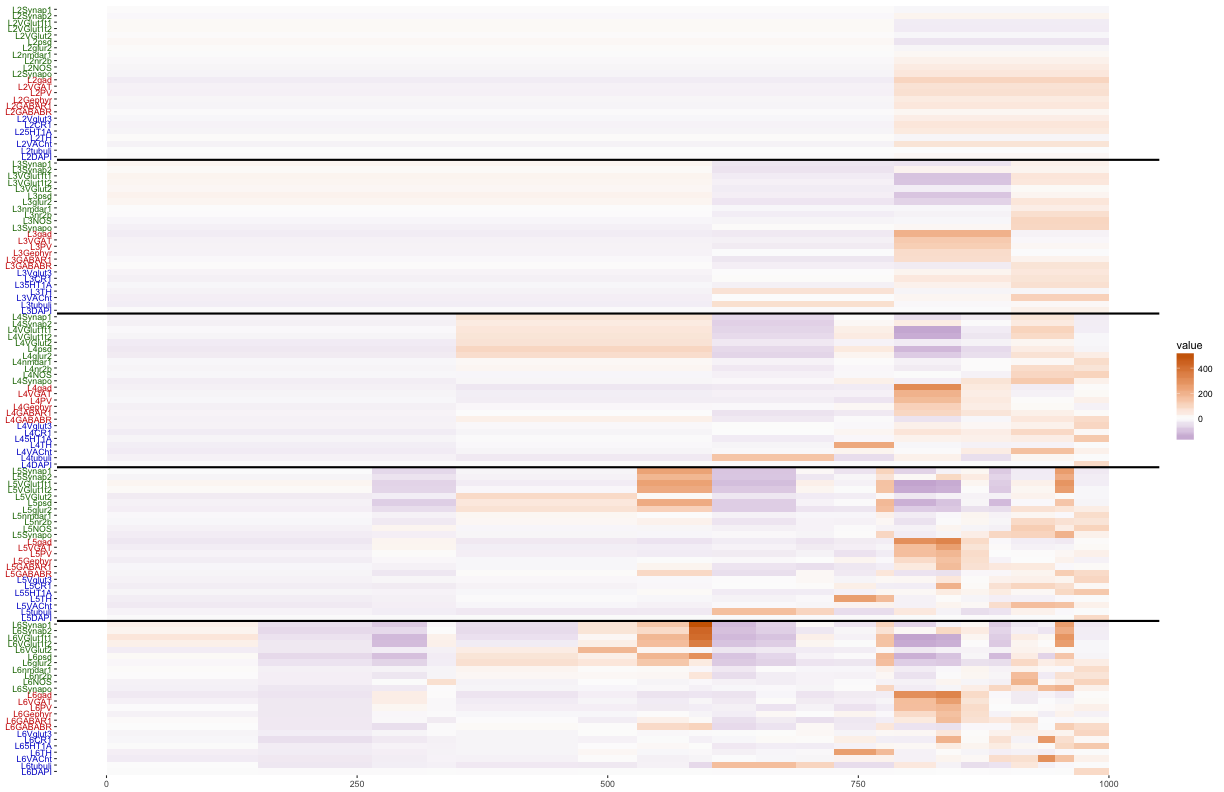 L2Synap1
L2Synap2
L2VGlut1t1
L2VGlut1t2
L2VGlut2
L2psd
L2glur2
L2nmdar1
L2nr2b
L2NOS
L2Synapo
L2gad
L2VGAT
L2PV
L2Gephyr
L2GABAR1
L2GABABR
L2Vglut3
L2CR1
L25HT1A
L2TH
L2VACht
L2tubuli
L2DAPI
L3Synap1
L3Synap2
L3VGlut1t1
L3VGlut1t2
L3VGlut2
L3psd
L3glur2
L3nmdar1
L3nr2b
L3NOS
L3Synapo
L3gad
L3VGAT
L3PV
L3Gephyr
L3GABAR1
L3GABABR
L3Vglut3
L3CR1
L35HT1A
L3TH
L3VACht
L3tubuli
L3DAPI
L4Synap1
L4Synap2
L4VGlut1t1
L4VGlut1t2
L4VGlut2
L4psd
L4glur2
L4nmdar1
L4nr2b
L4NOS
L4Synapo
L4gad
L4VGAT
L4PV
L4Gephyr
L4GABAR1
L4GABABR
L4Vglut3
L4CR1
L45HT1A
L4TH
L4VACht
L4tubuli
L4DAPI
L5Synap1
L5Synap2
L5VGlut1t1
L5VGlut1t2
L5VGlut2
L5psd
L5glur2
L5nmdar1
L5nr2b
L5NOS
L5Synapo
L5gad
L5VGAT
L5PV
L5Gephyr
L5GABAR1
L5GABABR
L5Vglut3
L5CR1
L55HT1A
L5TH
L5VACht
L5tubuli
L5DAPI
L6Synap1
L6Synap2
L6VGlut1t1
L6VGlut1t2
L6VGlut2
L6psd
L6glur2
L6nmdar1
L6nr2b
L6NOS
L6Synapo
L6gad
L6VGAT
L6PV
L6Gephyr
L6GABAR1
L6GABABR
L6Vglut3
L6CR1
L65HT1A
L6TH
L6VACht
L6tubuli
L6DAPI
0 250 500 750 1000
value
400
200
0